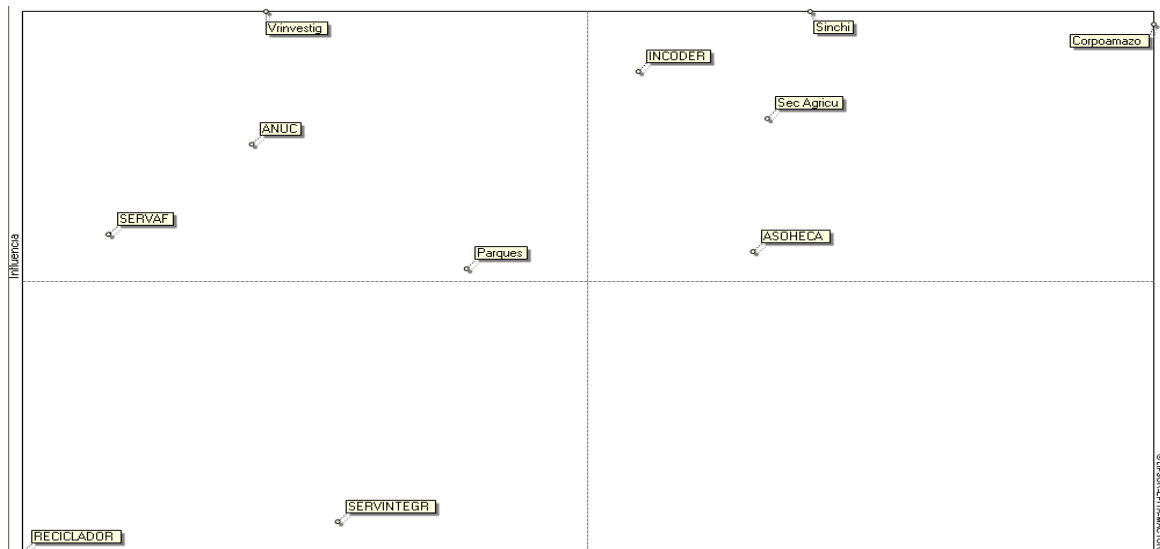 Vrinvestig
Sinchi
Corpoamazo
INCODER
Sec Agricu
ANUC
SERVAF
ASOHECA
Influencia
Parques
SERVINTEGR
RECICLADOR